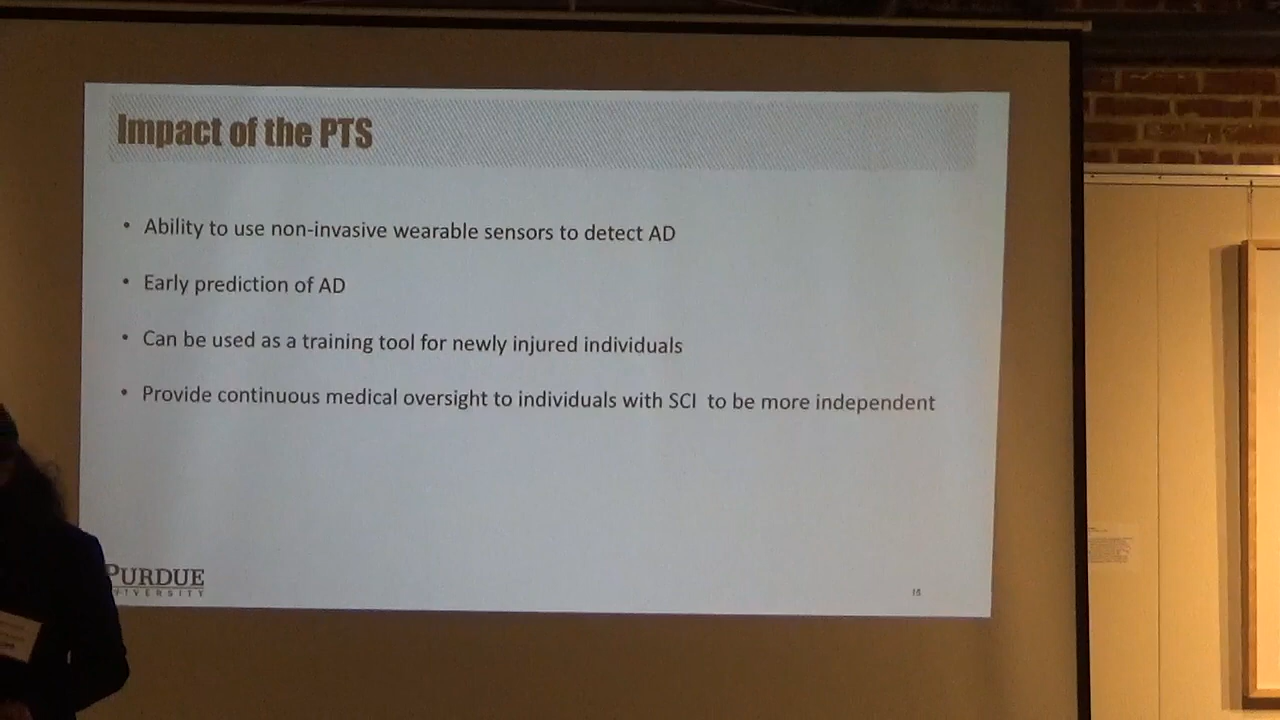 Impact of the PTS
• Ability to use non-invasive wearable sensors to detect AD
• Early prediction of AD
• Can be used as a training tool for newly injured individuals
• Provide continuous medical oversight to individuals with SCI to be more independent
PURDUE